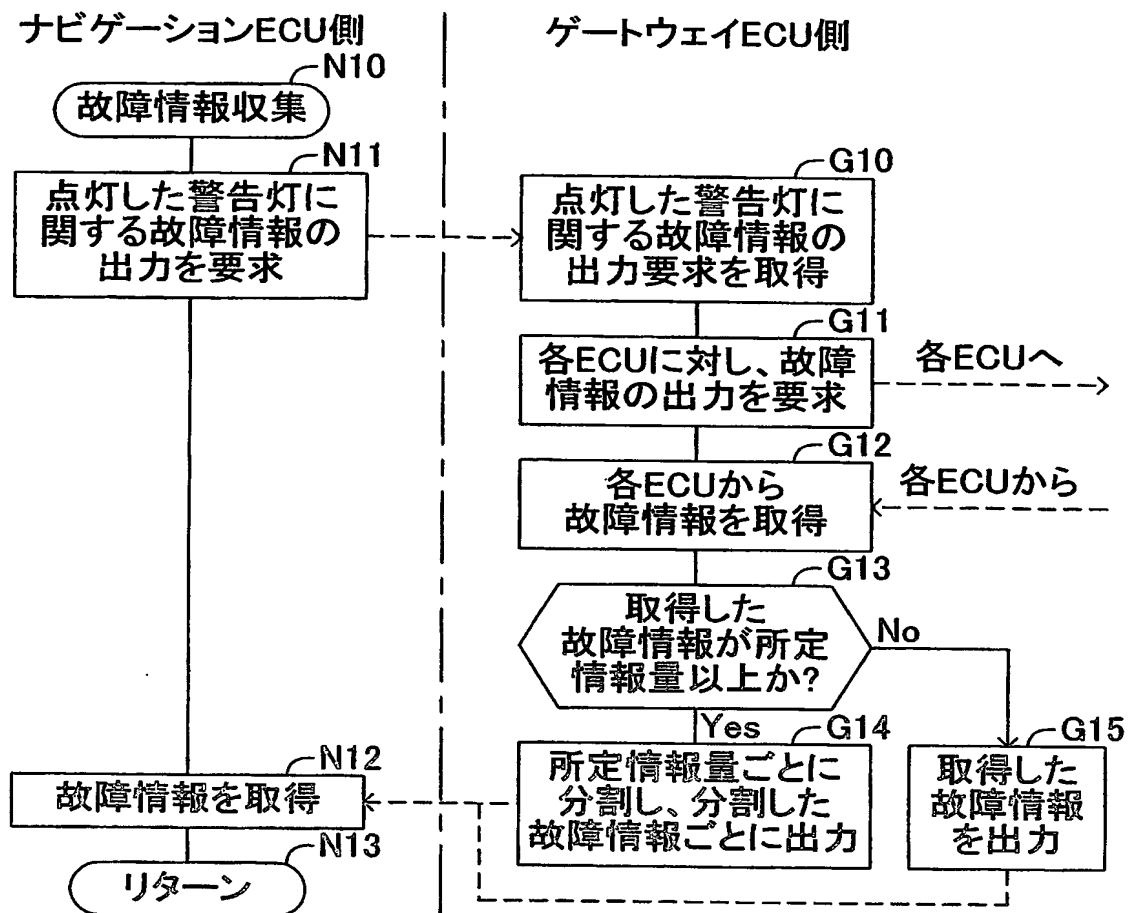 ナビゲーションECU側
N10
故障情報収集
N11
点灯した警告灯に
関する故障情報の
出力を要求
N12
故障情報を取得
N13
リターン
ゲートウェイECU側
G10
点灯した警告灯に
関する故障情報の
出力要求を取得
G11
各ECUに対し、故障
情報の出力を要求
各ECUへ
G12
各ECUから
故障情報を取得
各ECUから
G13
取得した
故障情報が所定
情報量以上か?
No
Yes
G14
所定情報量ごとに
分割し、分割した
故障情報ごとに出力
G15
取得した
故障情報
を出力